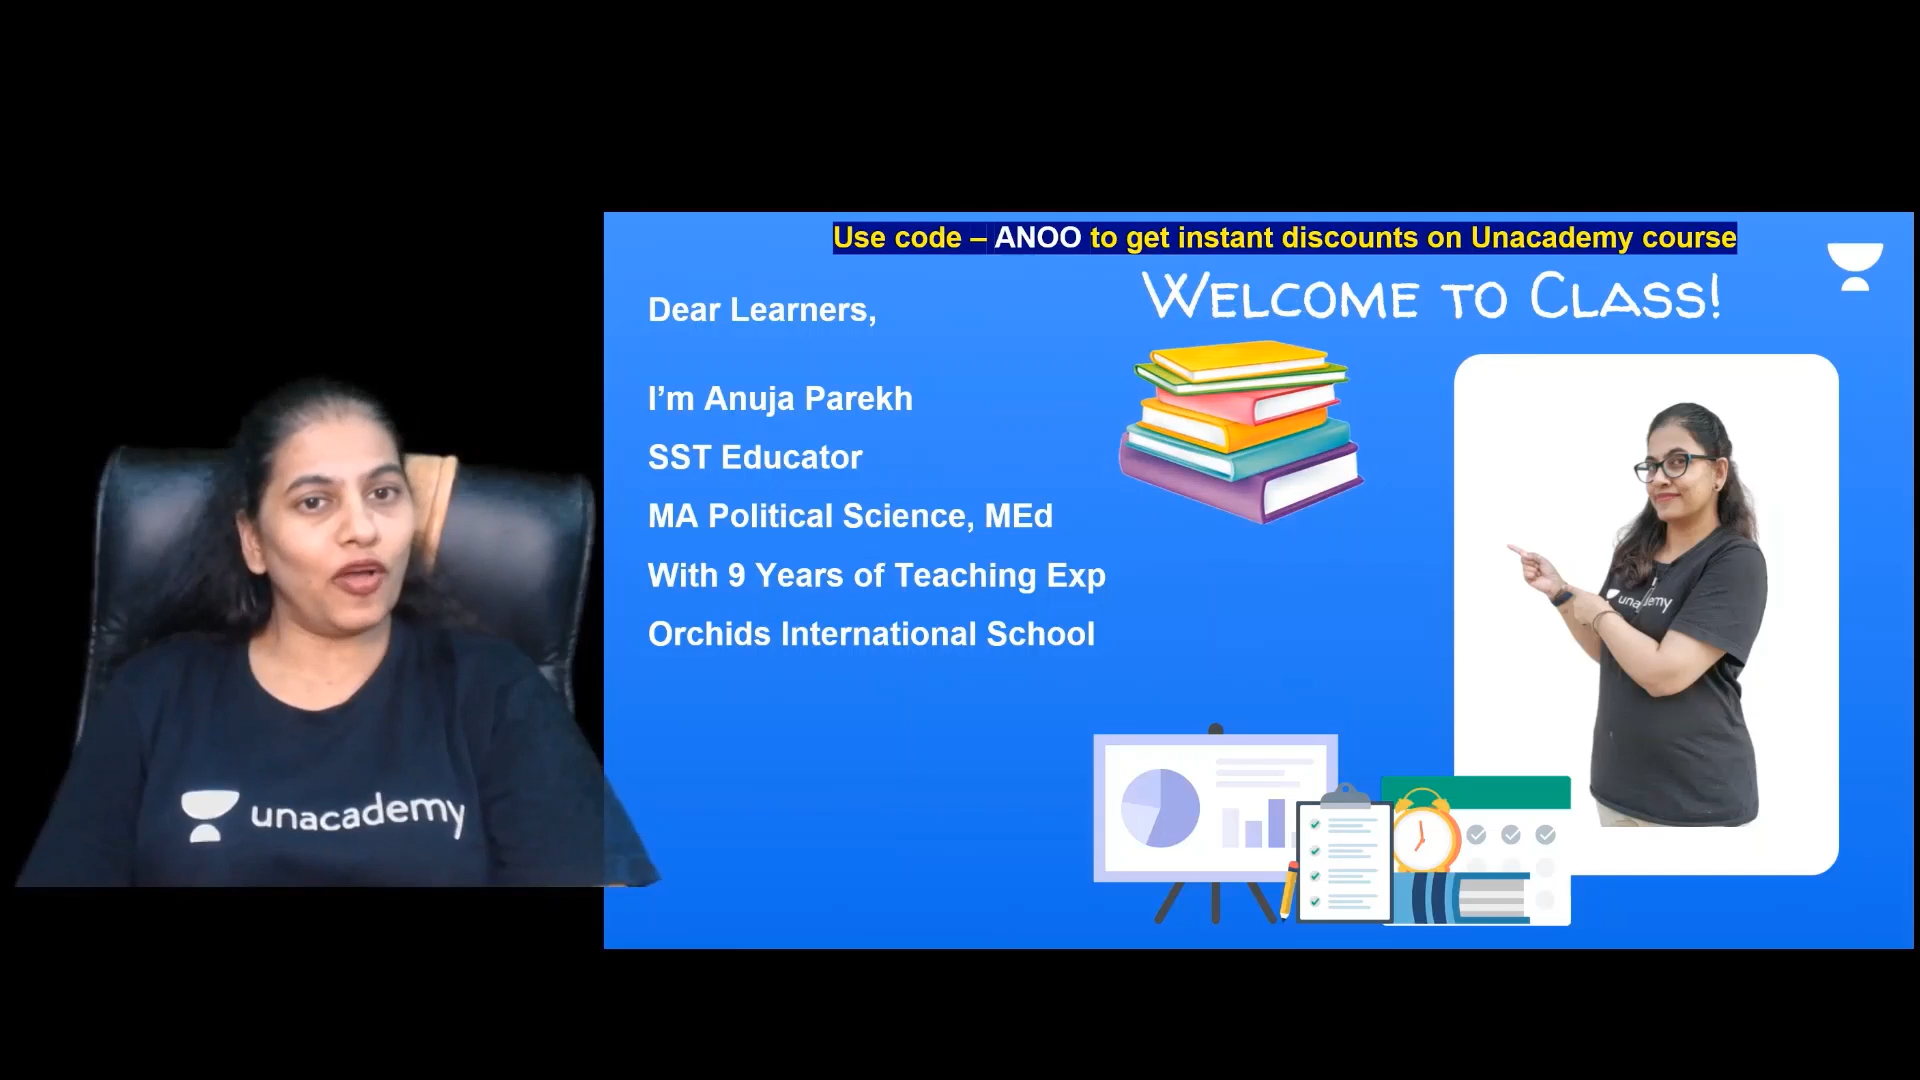 Use code – ANOO to get instant discounts on Unacademy course
WELCOME TO CLASS!
Dear Learners,
I'm Anuja Parekh
SST Educator
MA Political Science, MEd
With 9 Years of Teaching Exp
Orchids International School
unacademy
unacademy